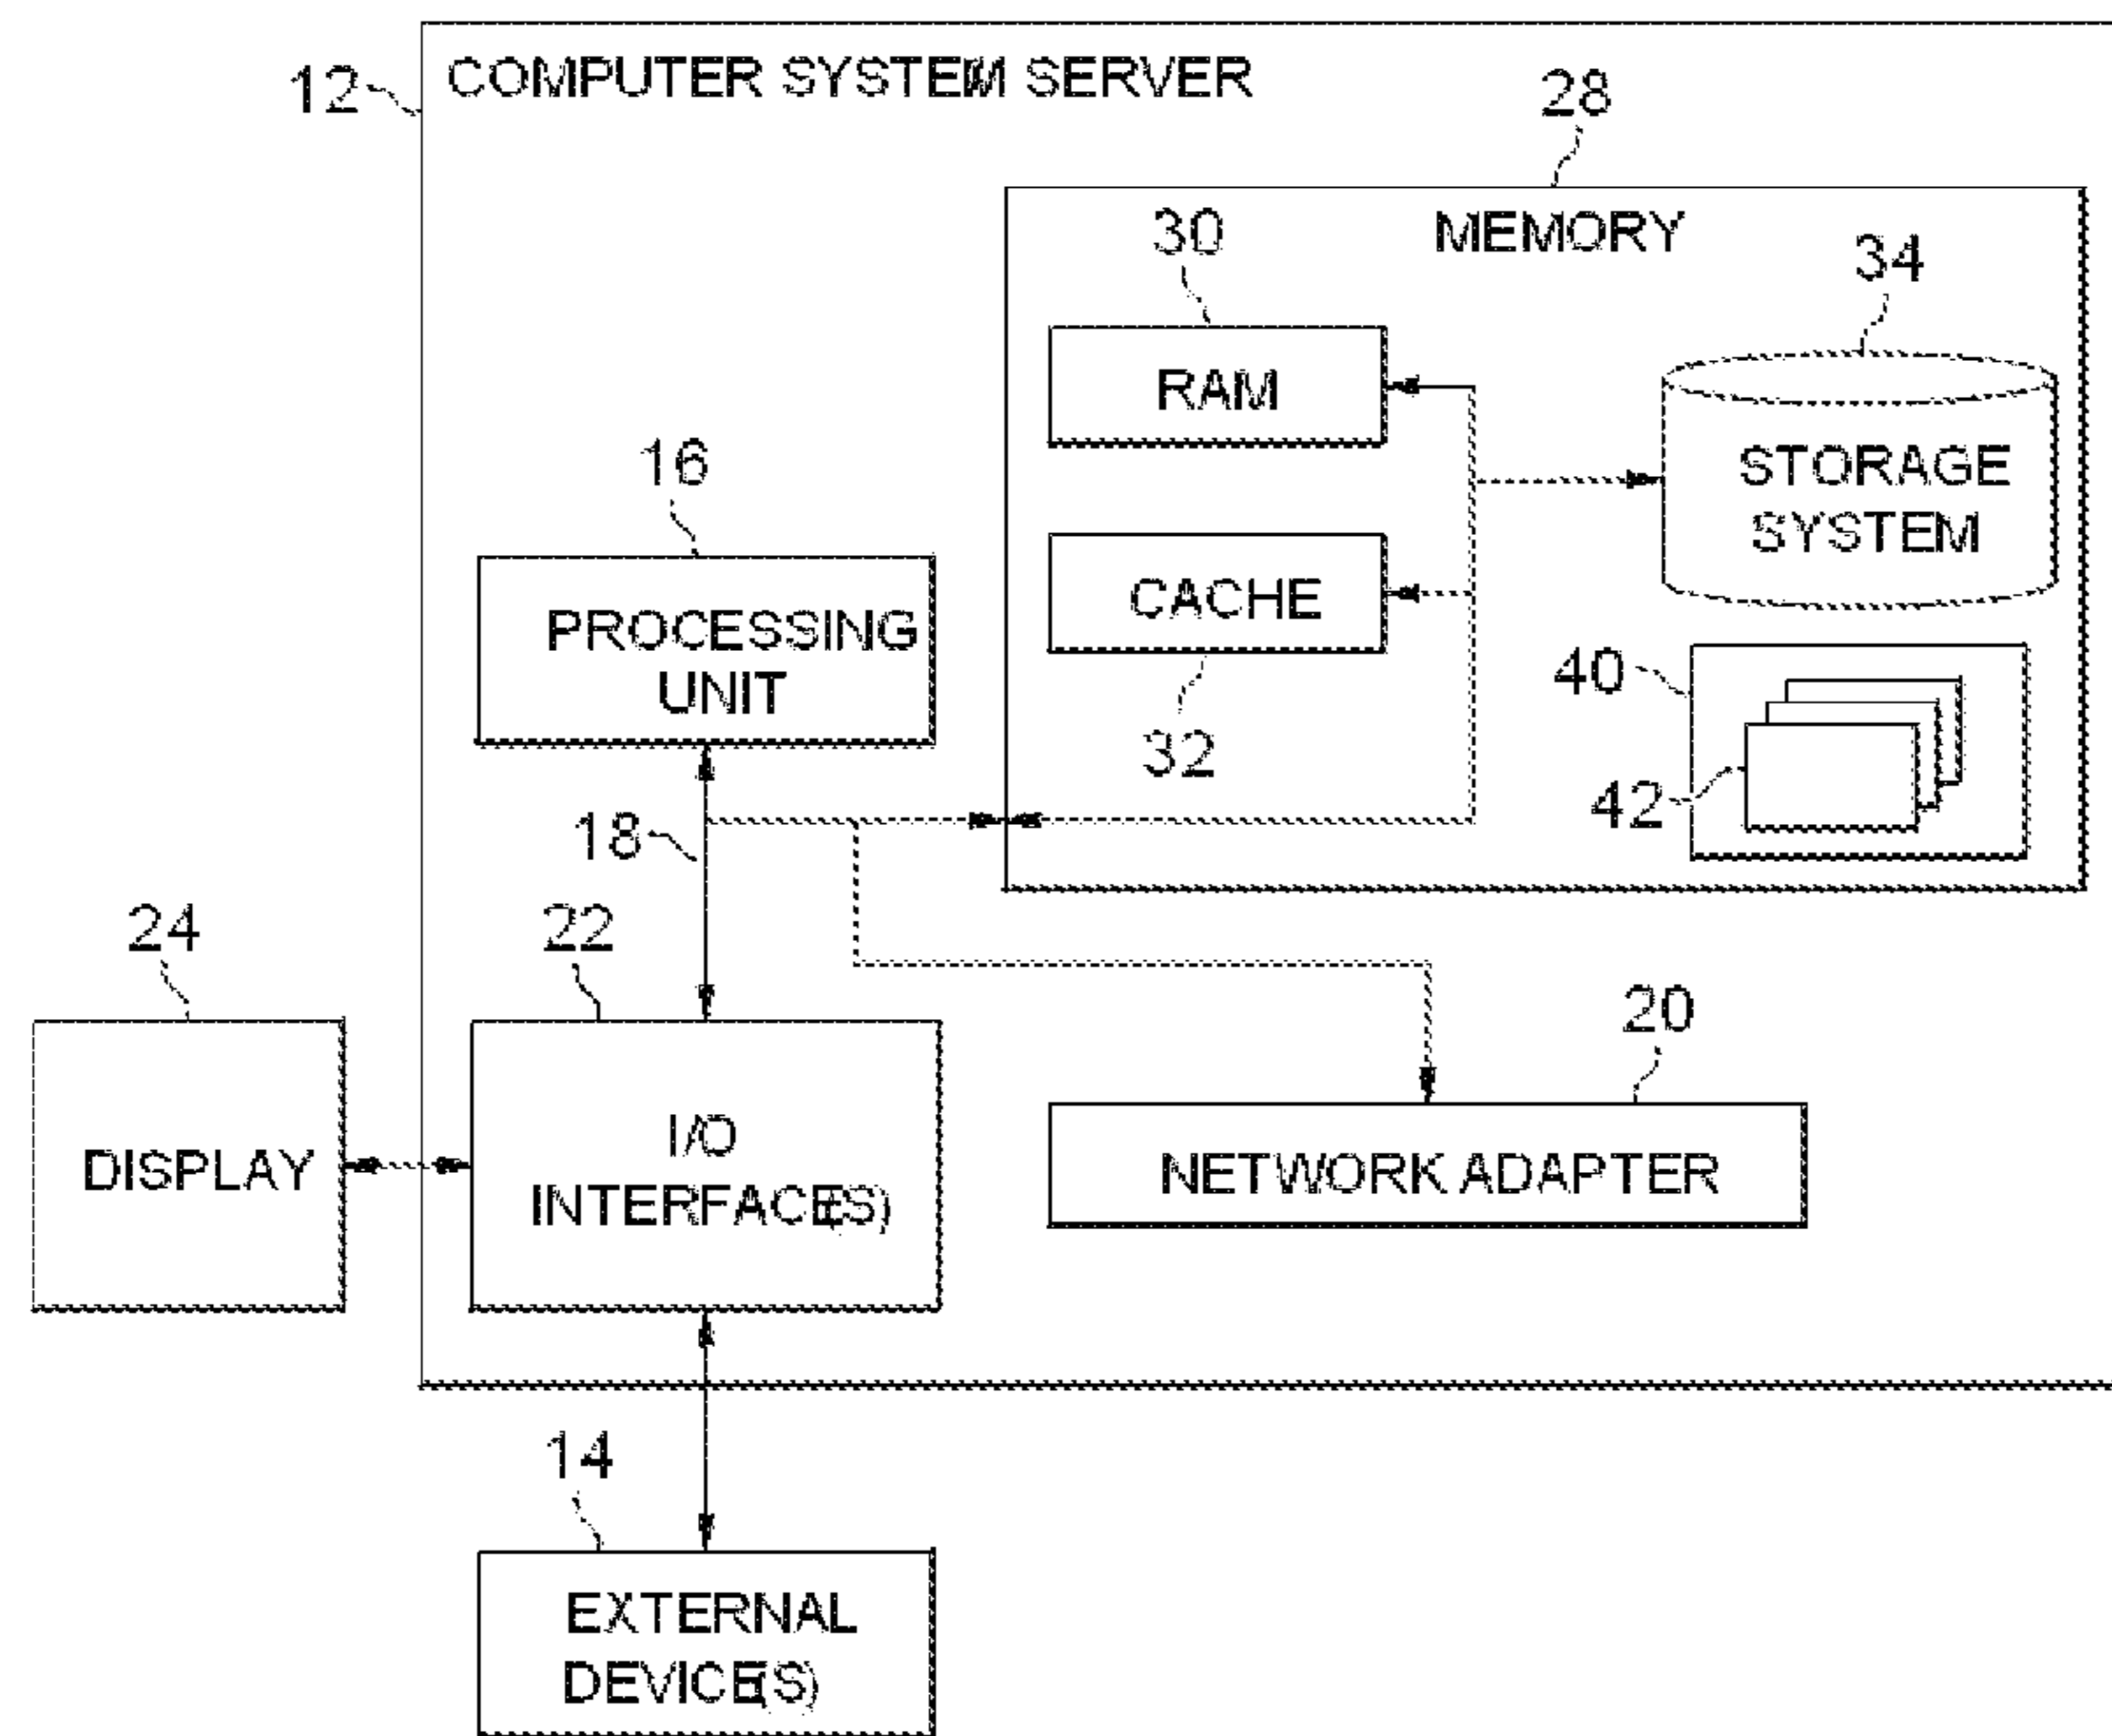 12
COMPUTER SYSTEM SERVER
28
MEMORY
30
34
RAM
STORAGE
SYSTEM
16
PROCESSING
UNIT
CACHE
32
40
42
18
24
22
20
DISPLAY
I/O
INTERFACE(S)
NETWORK ADAPTER
14
EXTERNAL
DEVICE(S)